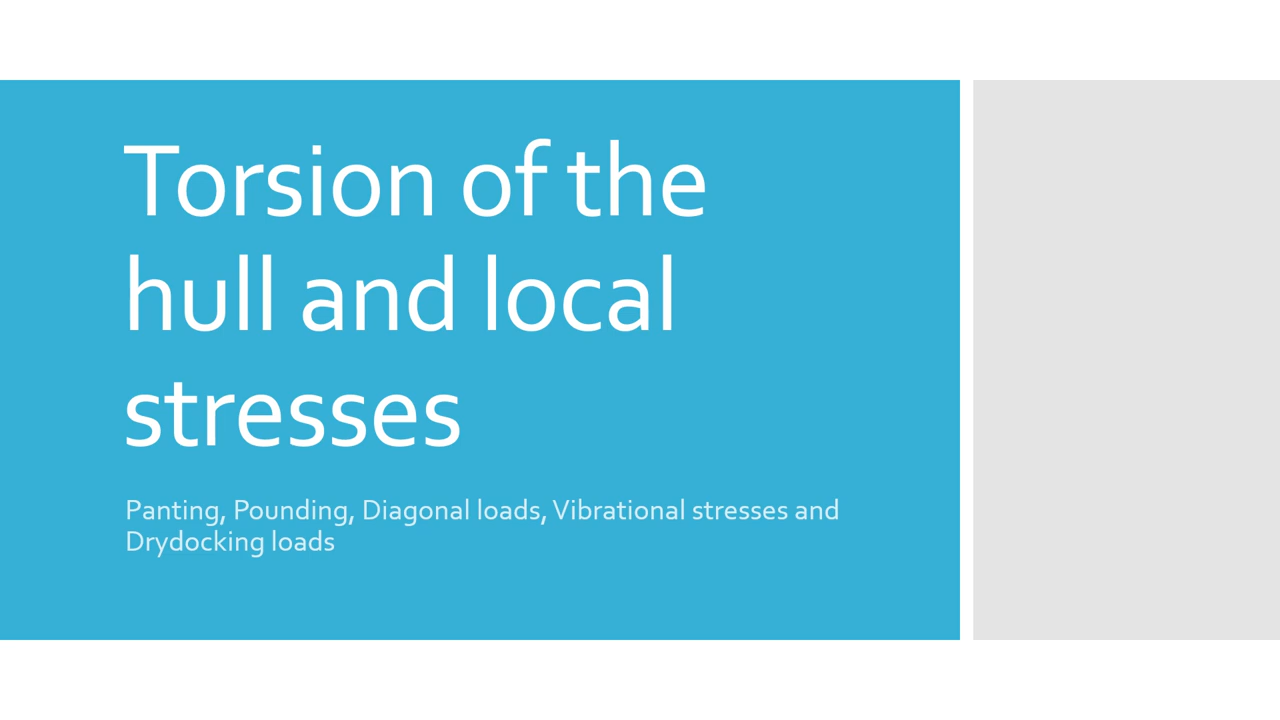 Torsion of the
hull and local
stresses
Panting, Pounding, Diagonal loads, Vibrational stresses and
Drydocking loads